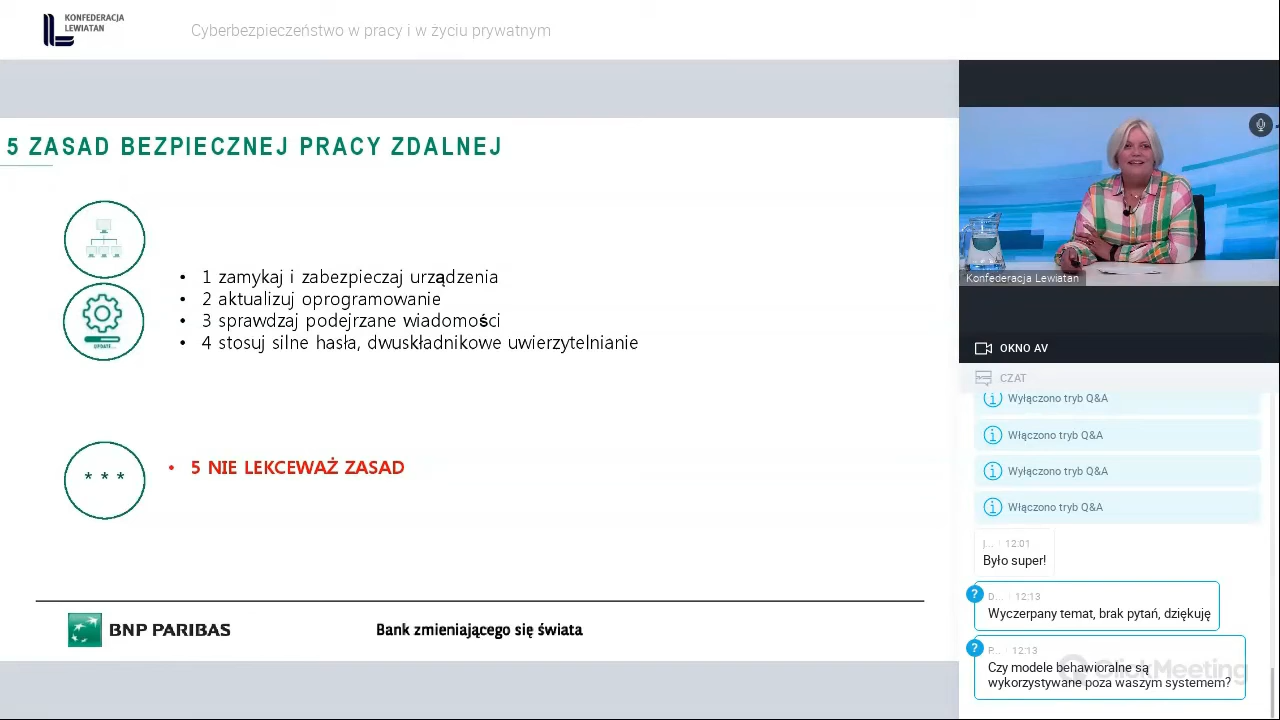 KONFEDERACJA
LEWIATAN
Cyberbezpieczeństwo w pracy i w życiu prywatnym
5 ZASAD BEZPIECZNEJ PRACY ZDALNEJ
• 1 zamykaj i zabezpieczaj urządzenia
• 2 aktualizuj oprogramowanie
• 3 sprawdzaj podejrzane wiadomości
• 4 stosuj silne hasła, dwuskładnikowe uwierzytelnianie
UPDATE...
* * *
• 5 NIE LEKCEWAŻ ZASAD
BNP PARIBAS
Bank zmieniającego się świata
Konfederacja Lewiatan
OKNO AV
CZAT
Wyłączono tryb Q&A
Włączono tryb Q&A
Wyłączono tryb Q&A
Włączono tryb Q&A
J... 12:01
Było super!
? D... 12:13
Wyczerpany temat, brak pytań, dziękuję
? P... 12:13
Czy modele behawioralne są
wykorzystywane poza waszym systemem?
ClickMeeting